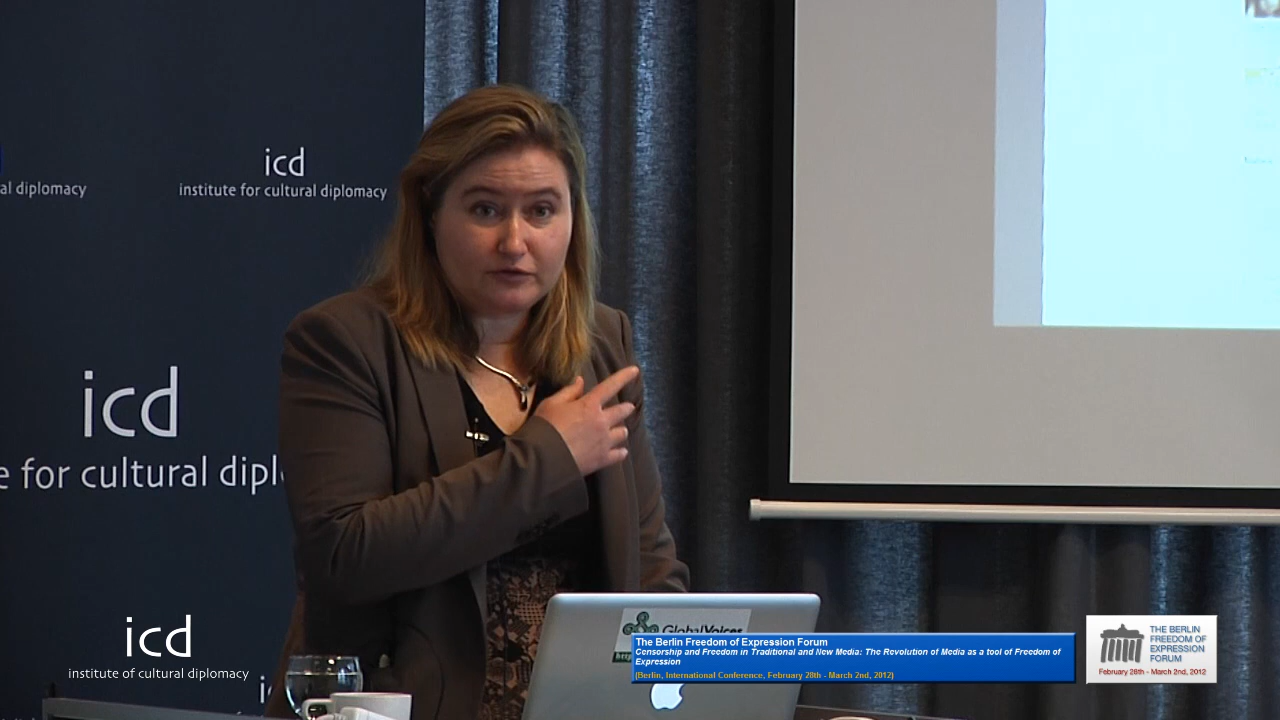 icd
al diplomacy
institute for cultural diplomacy
icd
e for cultural dipl
icd
institute of cultural diplomacy
GlobalVoices
The Berlin Freedom of Expression Forum
Censorship and Freedom in Traditional and New Media: The Revolution of Media as a tool of Freedom of
Expression
(Berlin, International Conference, February 28th - March 2nd, 2012)
THE BERLIN
FREEDOM OF
EXPRESSION
FORUM
February 28th - March 2nd, 2012